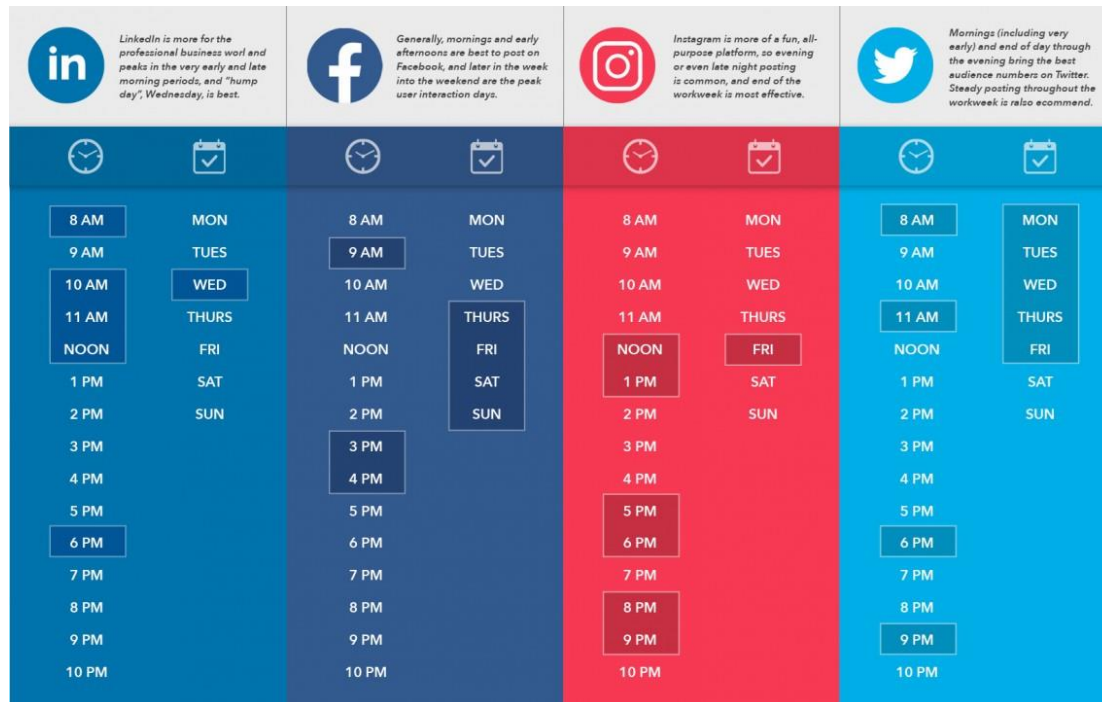 in
LinkedIn is more for the
professional business worl and
peaks in the very early and late
morning periods, and "hump
day", Wednesday, is best.
f
Generally, mornings and early
afternoons are best to post on
Facebook, and later in the week
into the weekend are the peak
user interaction days.
Instagram is more of a fun, all-
purpose platform, so evening
or even late night posting
is common, and end of the
workweek is most effective.
Mornings (including very
early) and end of day through
the evening bring the best
audience numbers on Twitter.
Steady posting throughout the
workweek is ralso ecommend.
8 AM MON 8 AM MON 8 AM MON 8 AM MON
9 AM TUES 9 AM TUES 9 AM TUES 9 AM TUES
10 AM WED 10 AM WED 10 AM WED 10 AM WED
11 AM THURS 11 AM THURS 11 AM THURS 11 AM THURS
NOON FRI NOON FRI NOON FRI NOON FRI
1 PM SAT 1 PM SAT 1 PM SAT 1 PM SAT
2 PM SUN 2 PM SUN 2 PM SUN 2 PM SUN
3 PM 3 PM 3 PM 3 PM
4 PM 4 PM 4 PM 4 PM
5 PM 5 PM 5 PM 5 PM
6 PM 6 PM 6 PM 6 PM
7 PM 7 PM 7 PM 7 PM
8 PM 8 PM 8 PM 8 PM
9 PM 9 PM 9 PM 9 PM
10 PM 10 PM 10 PM 10 PM